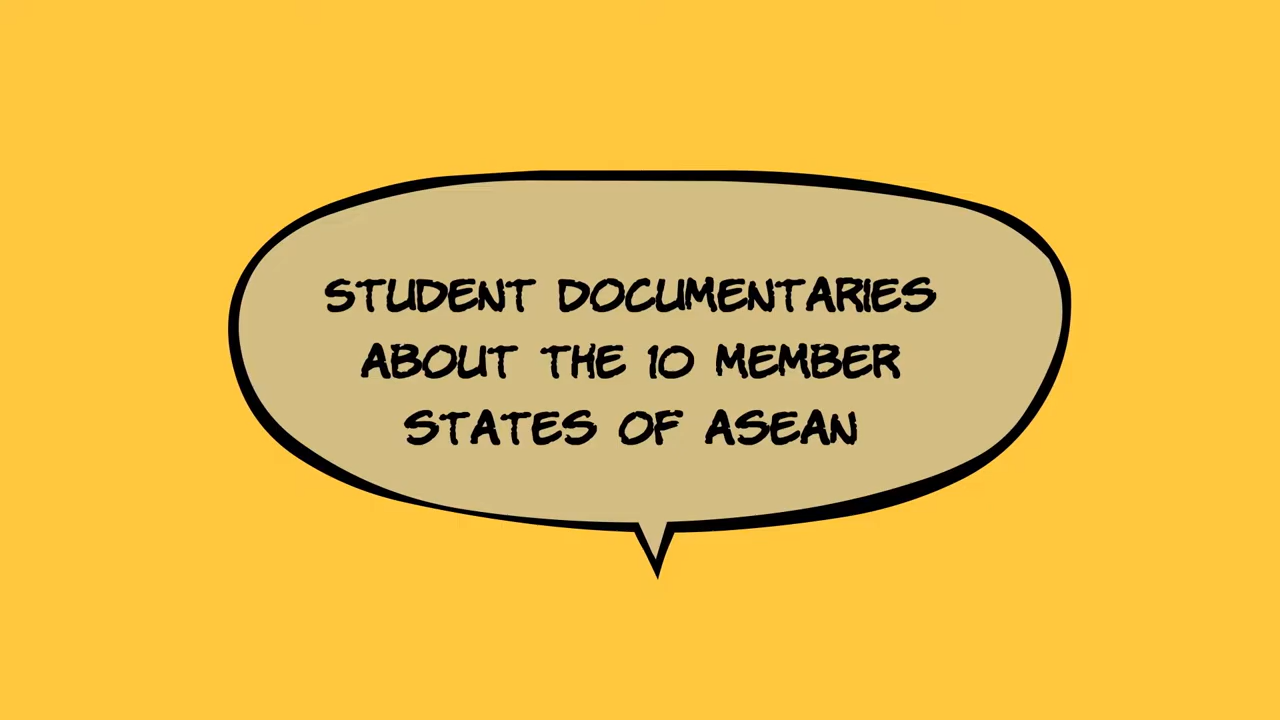 STUDENT DOCUMENTARIES
ABOUT THE 10 MEMBER
STATES OF ASEAN